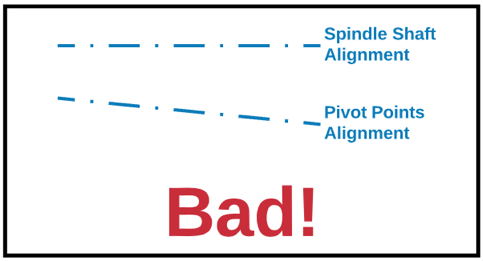 Spindle Shaft
Alignment
Pivot Points
Alignment
Bad!